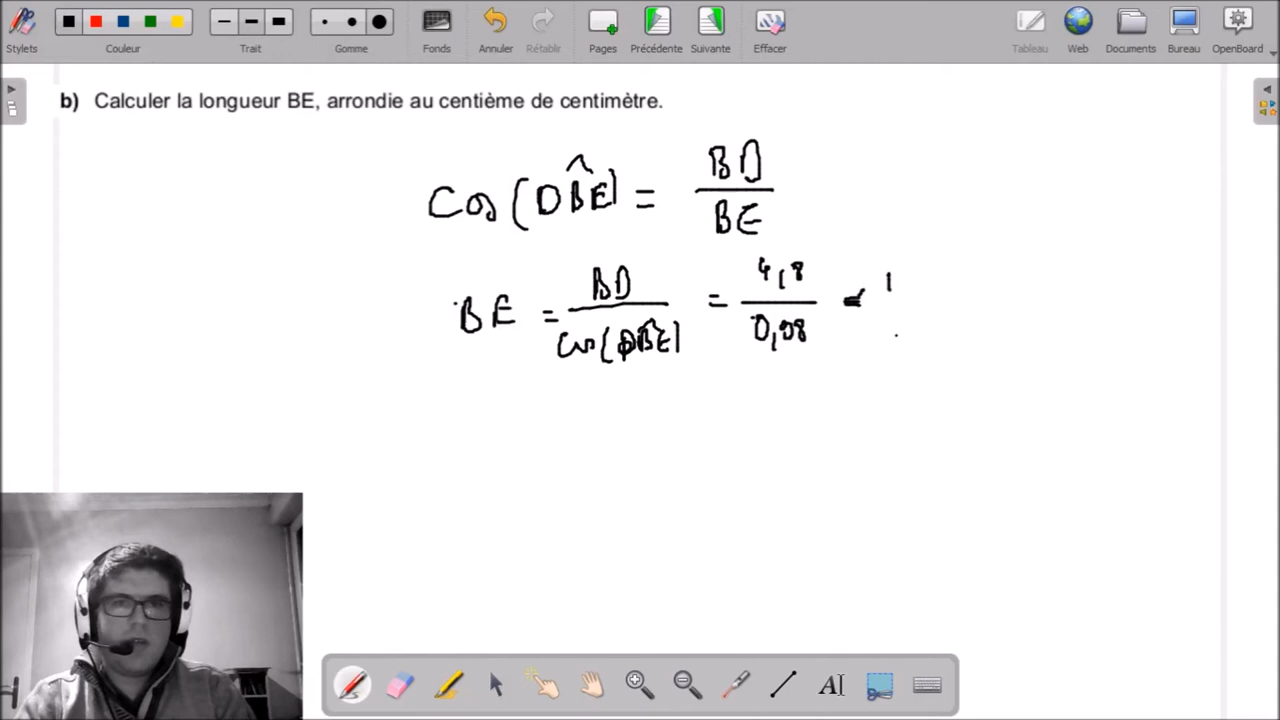 Stylets Couleur Trait Gomme Fonds Annuler Rétablir Pages Précédente Suivante Effacer Tableau Web Documents Bureau OpenBoard
b) Calculer la longueur BE, arrondie au centième de centimètre.
Cos (DBE) = BD / BE
BE = BD / Cos (DBE) = 4,8 / 0,98